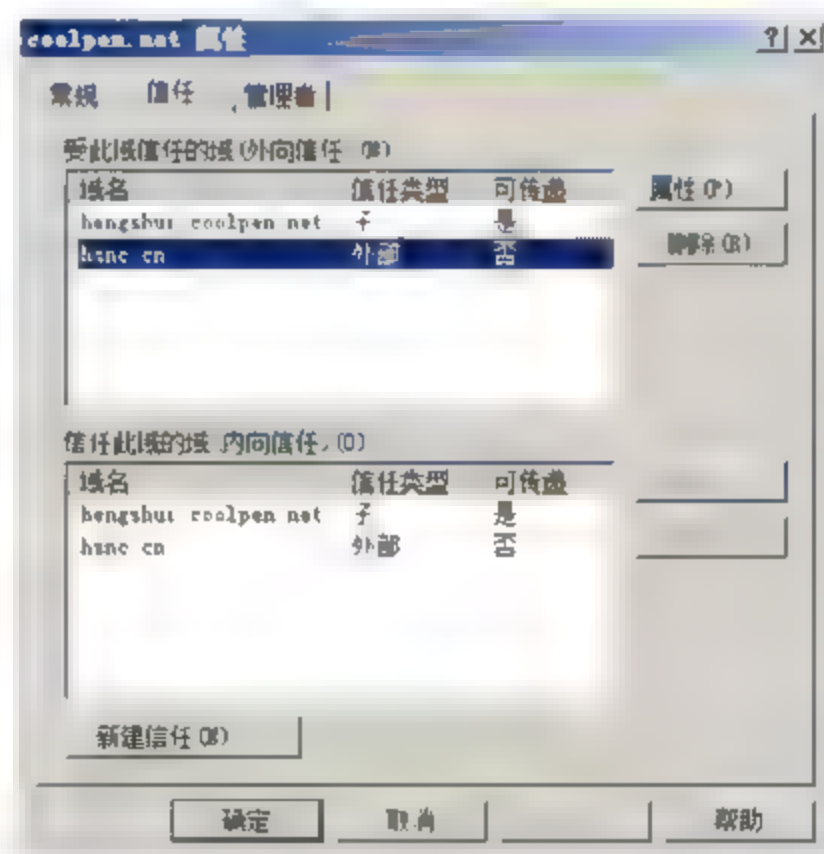 coolpen.net 属性
常规 信任 管理者
受此域信任的域(外向信任)(W)
域名 信任类型 可传递
hengshui coolpen net 子 是
hsnc cn 外部 否
属性(P)
删除(R)
信任此域的域 内向信任 (O)
域名 信任类型 可传递
hengshui coolpen net 子 是
hsnc cn 外部 否
新建信任(N)
确定 取消 帮助